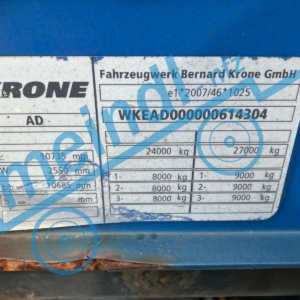 KRONE
AD
10735 mm
W 2550 mm
10685 mm
Fahrzeugwerk Bernard Krone GmbH
e1*2007/46*1025
WKEAD000000614304
24000 kg 27000 kg
1- 8000 kg 1- 9000 kg
2- 8000 kg 2- 9000 kg
3- 8000 kg 3- 9000 kg
meindl.cz